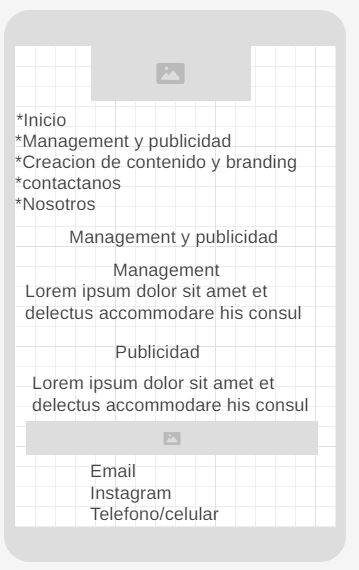 *Inicio
*Management y publicidad
*Creacion de contenido y branding
*contactanos
*Nosotros
Management y publicidad
Management
Lorem ipsum dolor sit amet et
delectus accommodare his consul
Publicidad
Lorem ipsum dolor sit amet et
delectus accommodare his consul
Email
Instagram
Telefono/celular